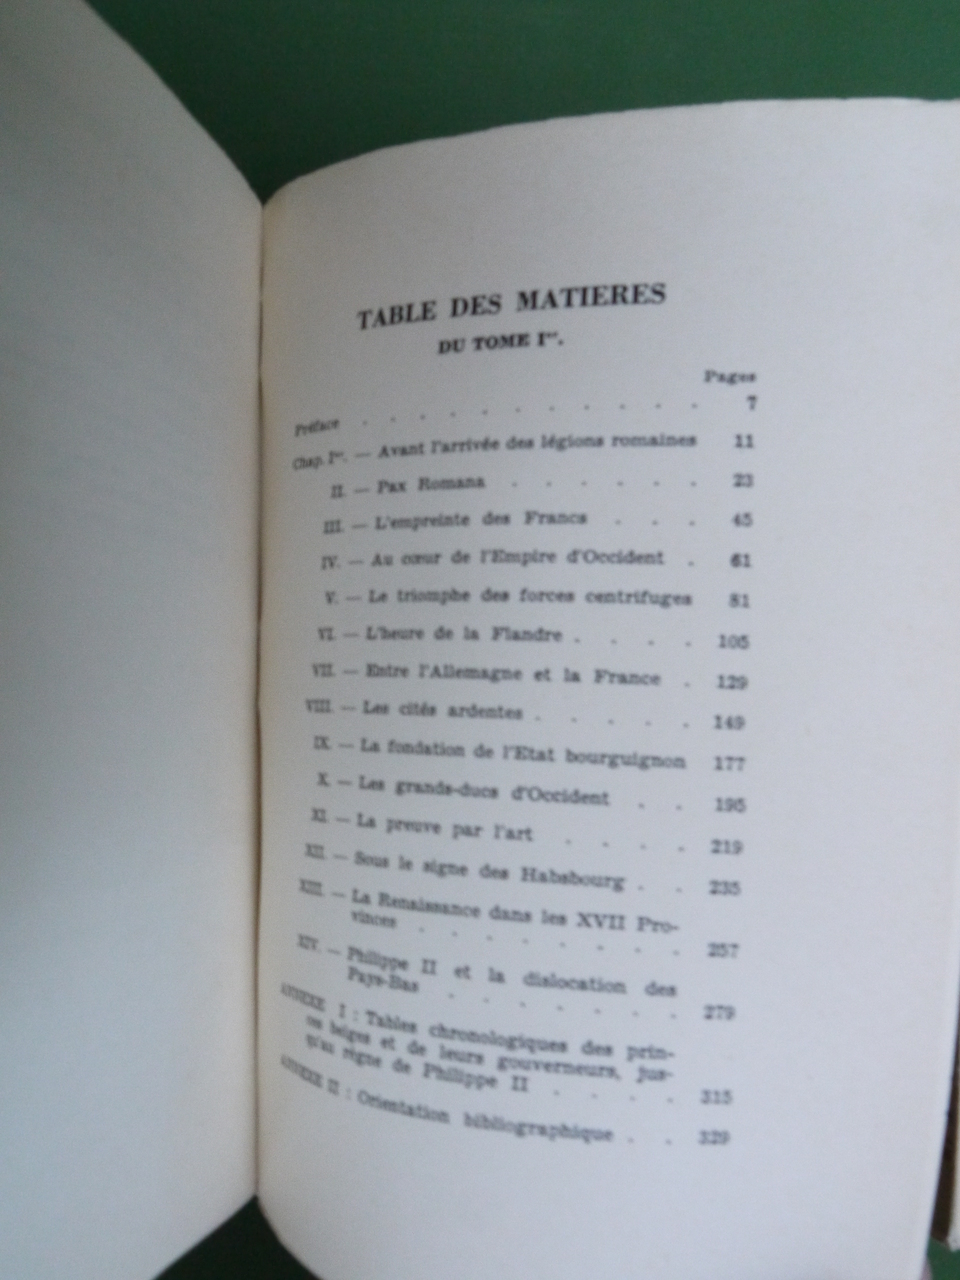 TABLE DES MATIERES
DU TOME Ier.
Pages
Préface . . . . . . . . . . . 7
Chap. Ier. — Avant l'arrivée des légions romaines 11
II. — Pax Romana . . . . . . 23
III. — L'empreinte des Francs . . . 45
IV. — Au cœur de l'Empire d'Occident . 61
V. — Le triomphe des forces centrifuges 81
VI. — L'heure de la Flandre . . . . 105
VII. — Entre l'Allemagne et la France . 129
VIII. — Les cités ardentes . . . . . 149
IX. — La fondation de l'Etat bourguignon 177
X. — Les grands-ducs d'Occident . . 195
XI. — La preuve par l'art . . . . 219
XII. — Sous le signe des Habsbourg . . 235
XIII. — La Renaissance dans les XVII Pro-
vinces . . . . . . . . 257
XIV. — Philippe II et la dislocation des
Pays-Bas . . . . . . . 279
ANNEXE I : Tables chronologiques des prin-
ces belges et de leurs gouverneurs, jus-
qu'au règne de Philippe II . . . . 315
ANNEXE II : Orientation bibliographique . . 329